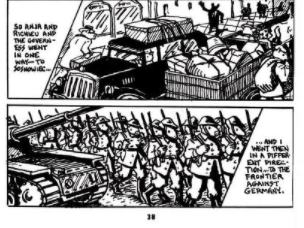 SO ANJA AND
RICHIEU AND
THE GOVERN-
ESS WENT
IN ONE
WAY—TO
SOSNOWIEC...
... AND I
WENT THEN
IN A DIFFER-
ENT DIREC-
TION...TO THE
FRONTIER
AGAINST
GERMANY.
38